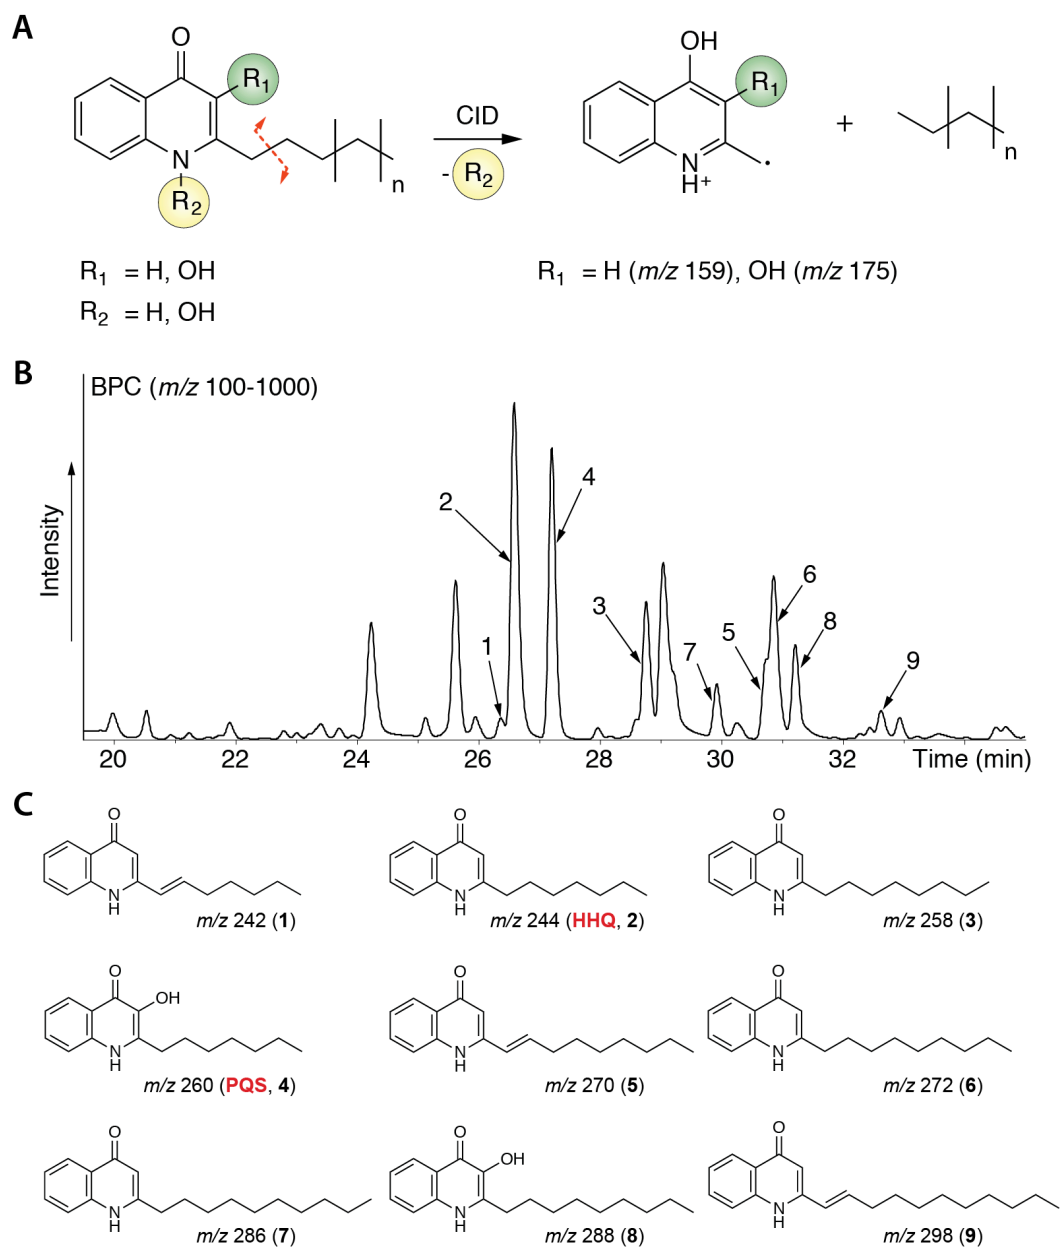 A
O
R1
N
R2
n
CID
- R2
OH
R1
N
H+
+
n
R1 = H, OH
R2 = H, OH
R1 = H (m/z 159), OH (m/z 175)
B
BPC (m/z 100-1000)
Intensity
1
2
3
4
5
6
7
8
9
20
22
24
26
28
30
32
Time (min)
C
O
N
H
m/z 242 (1)
O
N
H
m/z 244 (HHQ, 2)
O
N
H
m/z 258 (3)
O
OH
N
H
m/z 260 (PQS, 4)
O
N
H
m/z 270 (5)
O
N
H
m/z 272 (6)
O
N
H
m/z 286 (7)
O
OH
N
H
m/z 288 (8)
O
N
H
m/z 298 (9)